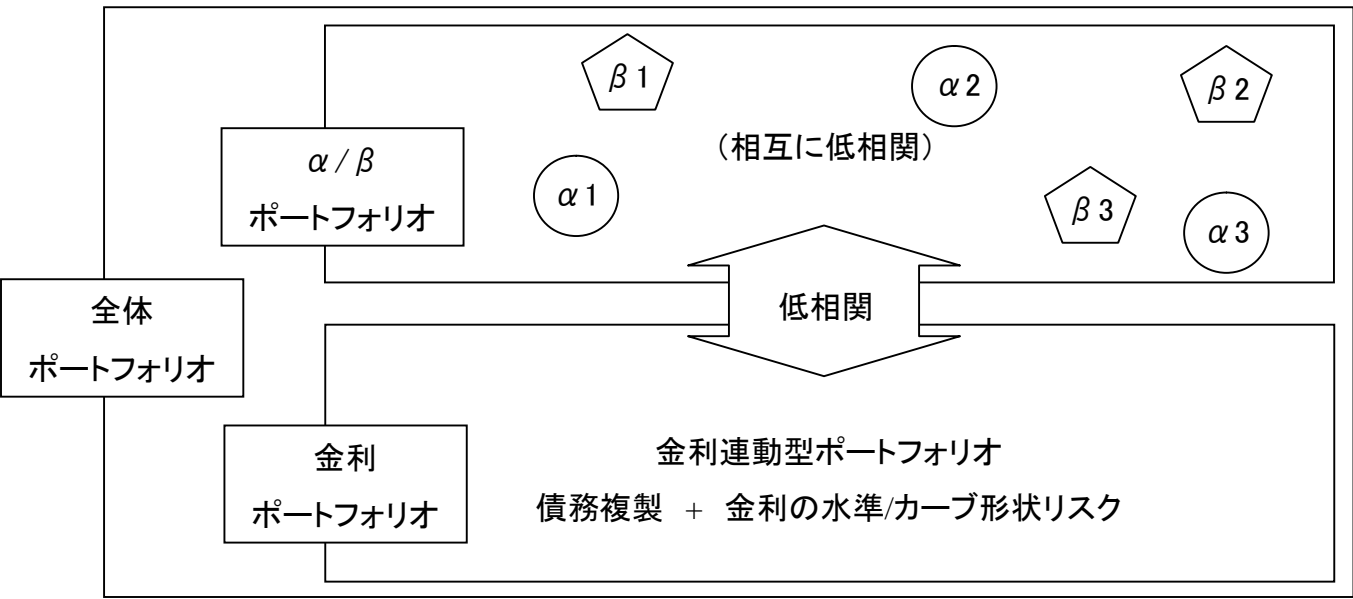 β1
α2
β2
(相互に低相関)
α/β
ポートフォリオ
α1
β3
α3
全体
ポートフォリオ
低相関
金利
ポートフォリオ
金利連動型ポートフォリオ
債務複製 + 金利の水準/カーブ形状リスク